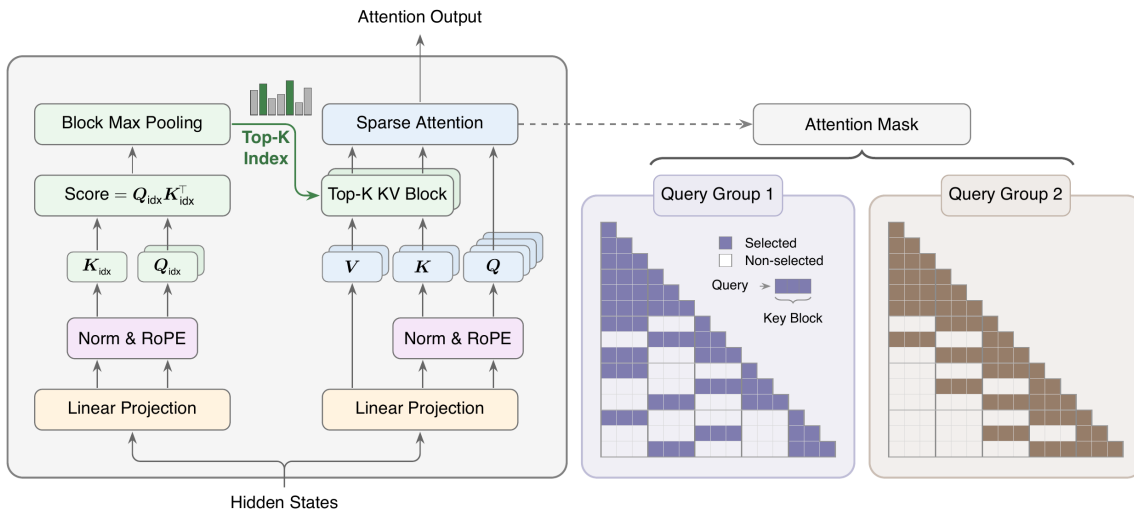 Attention Output
Block Max Pooling
Top-K
Index
Sparse Attention
Attention Mask
Score = Q_idx K_idx^⊤
Top-K KV Block
K_idx
Q_idx
V
K
Q
Norm & RoPE
Norm & RoPE
Linear Projection
Linear Projection
Hidden States
Query Group 1
Selected
Non-selected
Query
Key Block
Query Group 2